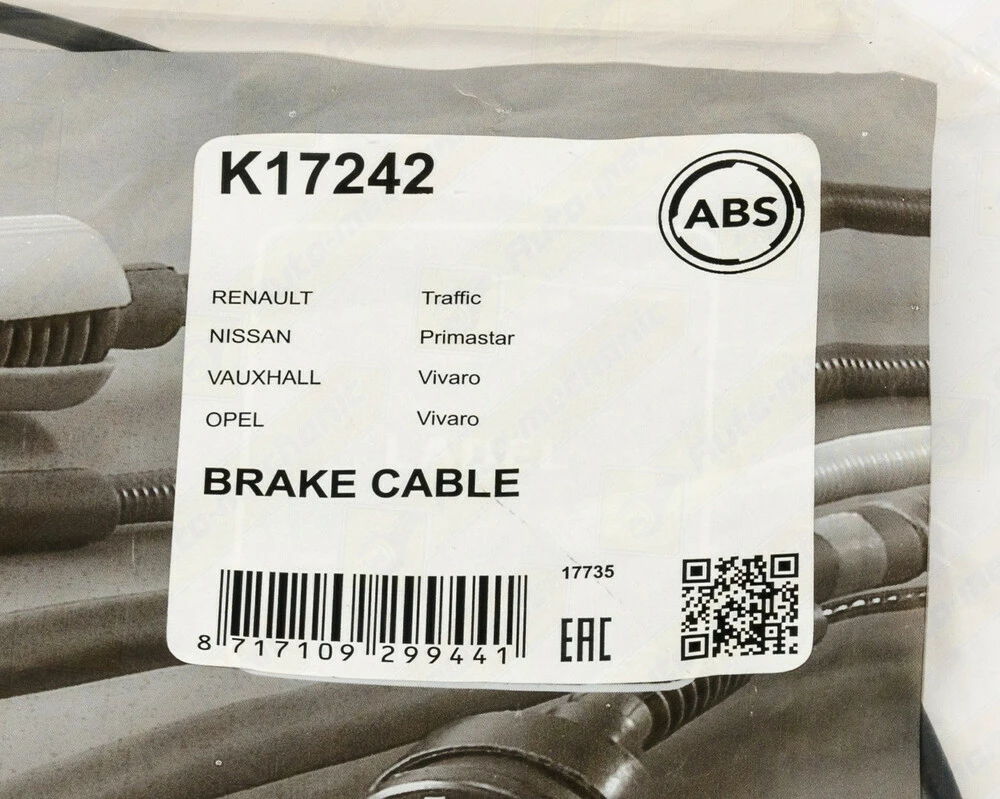 K17242
ABS
RENAULT Traffic
NISSAN Primastar
VAUXHALL Vivaro
OPEL Vivaro
BRAKE CABLE
17735
EAC
8 717109 299441